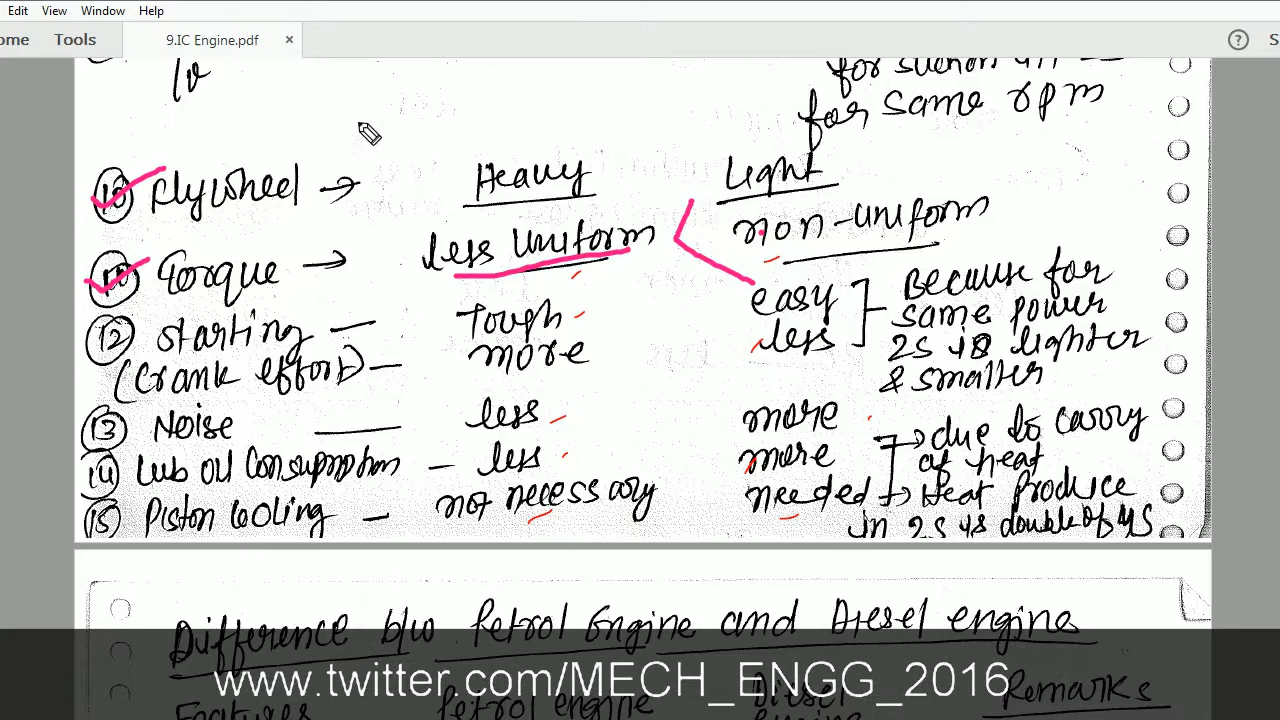 Edit View Window Help
ome Tools 9.IC Engine.pdf × ? S
for suction
for same rpm
Flywheel → Heavy Light
Torque → less Uniform non-uniform
(12) Starting — Tough easy Because for
(Crank effort) — more less same power
2S is lighter
& smaller
(13) Noise — less more
(14) Lub oil Consumption — less more → due to carry
of heat
(15) Piston Cooling — not necessary needed → Heat Produce
in 2S is double of 4S
Difference b/w Petrol Engine and Diesel engine
www.twitter.com/MECH_ENGG_2016
Features Petrol engine Diesel engine Remarks